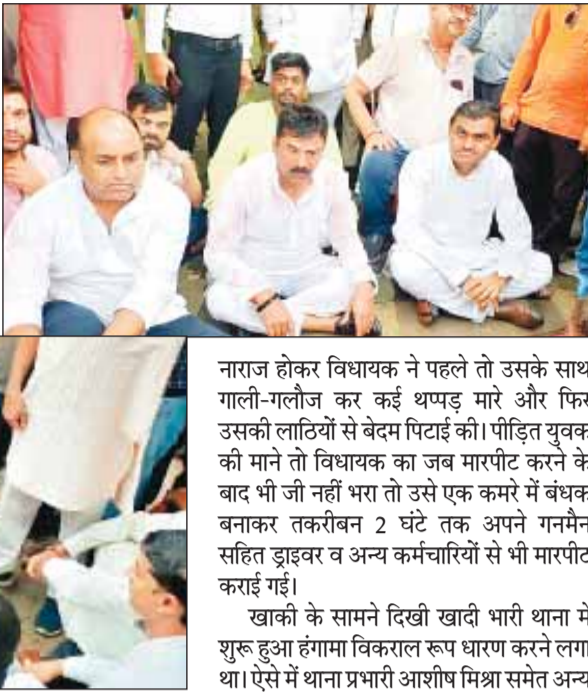 नाराज होकर विधायक ने पहले तो उसके साथ
गाली-गलौज कर कई थप्पड़ मारे और फिर
उसकी लाठियों से बेदम पिटाई की। पीड़ित युवक
की माने तो विधायक का जब मारपीट करने के
बाद भी जी नहीं भरा तो उसे एक कमरे में बंधक
बनाकर तकरीबन 2 घंटे तक अपने गनमैन
सहित ड्राइवर व अन्य कर्मचारियों से भी मारपीट
कराई गई।
खाकी के सामने दिखी खादी भारी थाना में
शुरू हुआ हंगामा विकराल रूप धारण करने लगा
था। ऐसे में थाना प्रभारी आशीष मिश्रा समेत अन्य